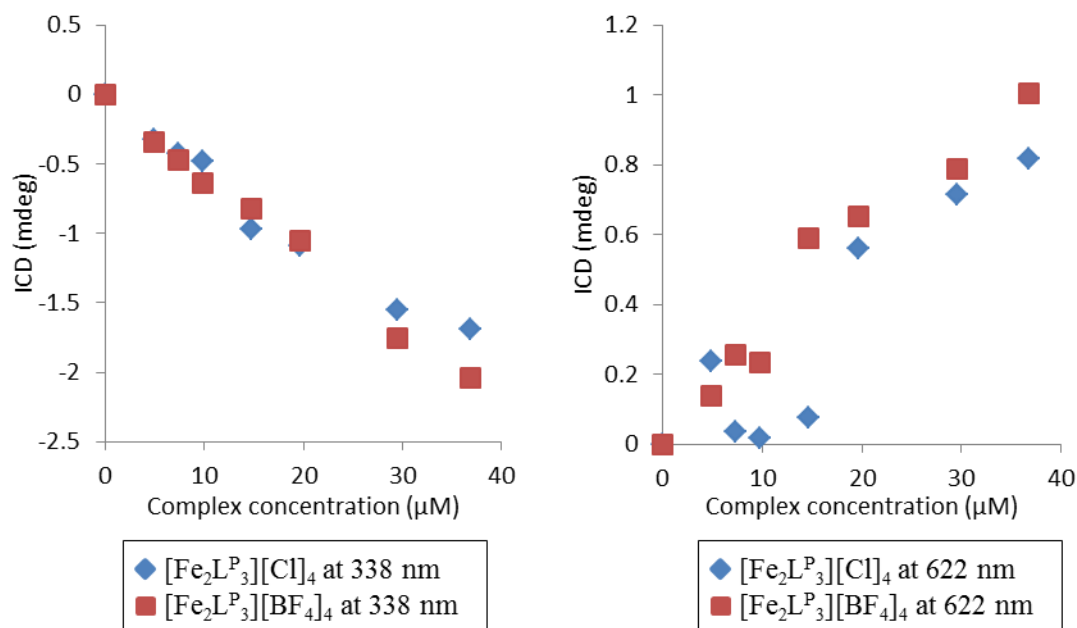 0.5
0
-0.5
-1
-1.5
-2
-2.5
ICD (mdeg)
0 10 20 30 40
Complex concentration (µM)
[Fe₂Lᴾ₃][Cl]₄ at 338 nm
[Fe₂Lᴾ₃][BF₄]₄ at 338 nm
1.2
1
0.8
0.6
0.4
0.2
0
ICD (mdeg)
0 10 20 30 40
Complex concentration (µM)
[Fe₂Lᴾ₃][Cl]₄ at 622 nm
[Fe₂Lᴾ₃][BF₄]₄ at 622 nm